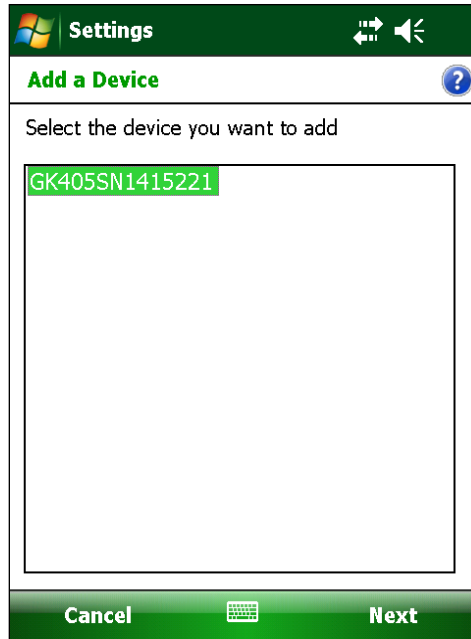 Settings
Add a Device
?
Select the device you want to add
GK405SN1415221
Cancel
Next